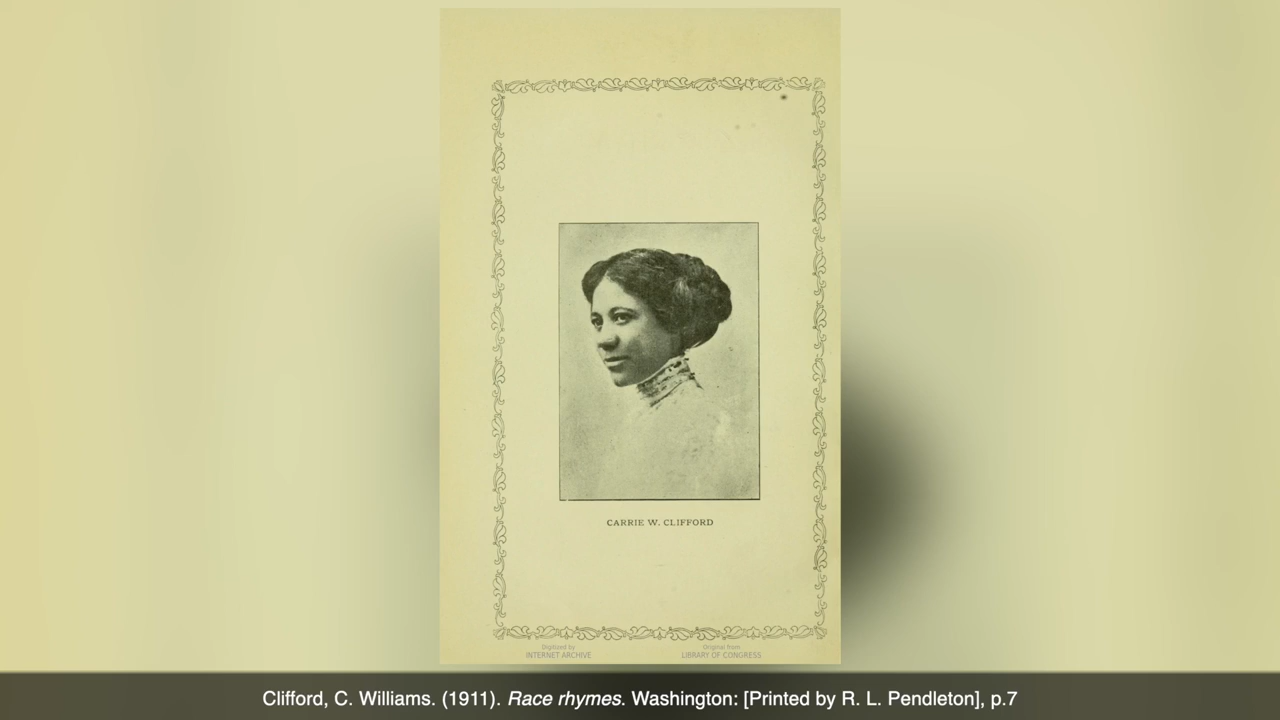 CARRIE W. CLIFFORD
Digitized by
INTERNET ARCHIVE
Original from
LIBRARY OF CONGRESS
Clifford, C. Williams. (1911). Race rhymes. Washington: [Printed by R. L. Pendleton], p.7